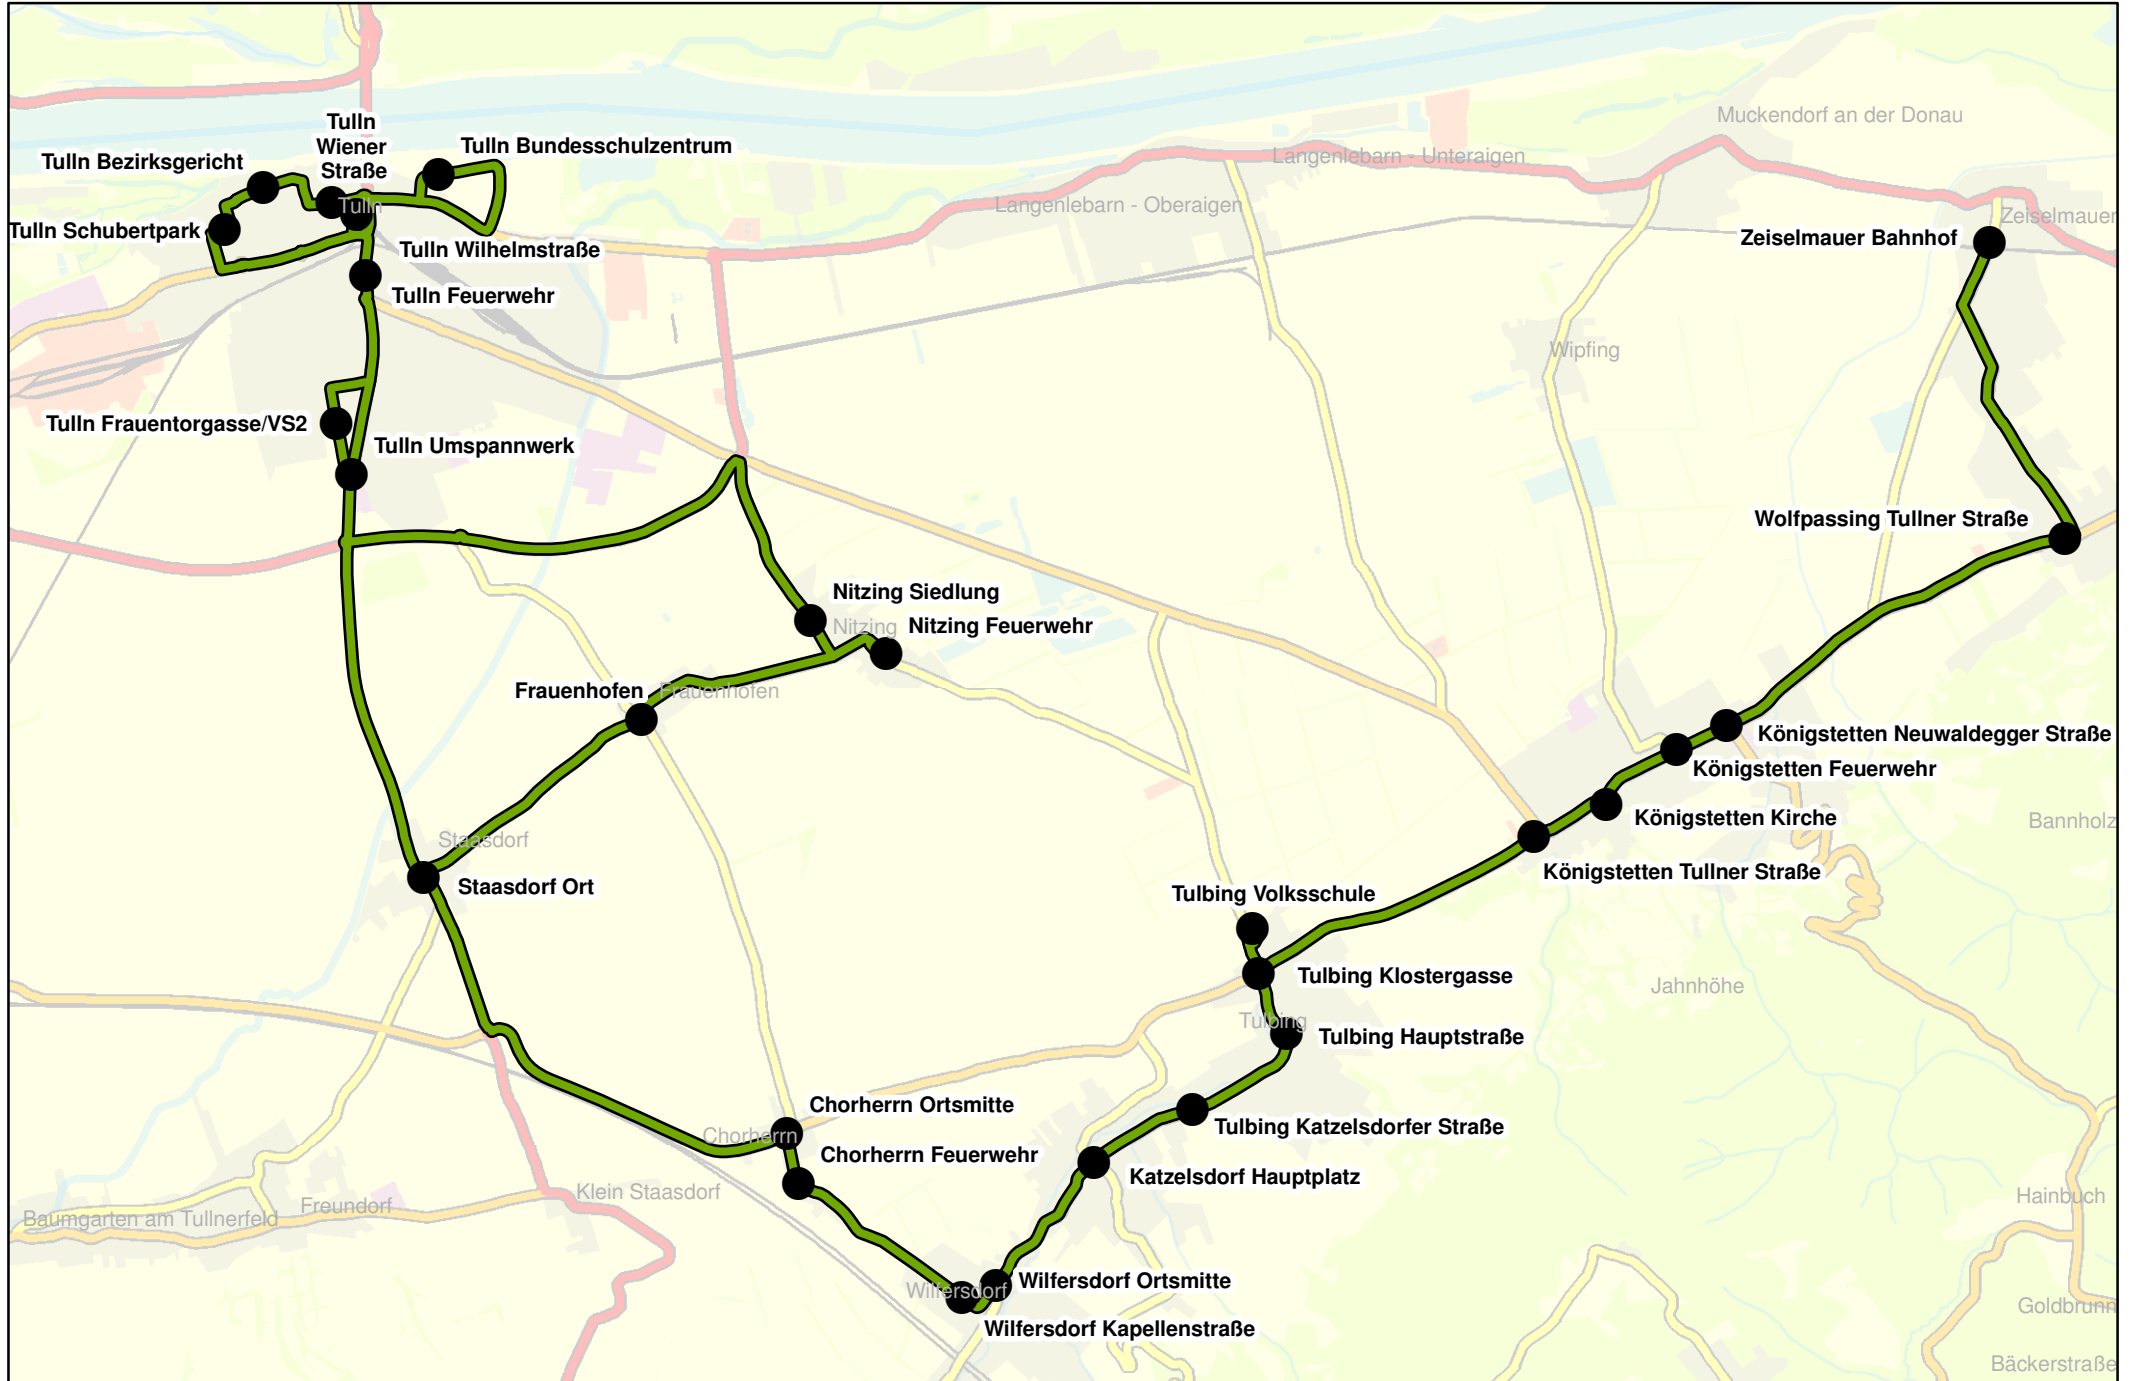 Muckendorf an der Donau
Tulln
Wiener
Straße
Tulln Bundesschulzentrum
Tulln Bezirksgericht
Langenlebarn - Unteraigen
Langenlebarn - Oberaigen
Tulln
Zeiselmauer
Tulln Schubertpark
Zeiselmauer Bahnhof
Tulln Wilhelmstraße
Tulln Feuerwehr
Wipfing
Tulln Frauentorgasse/VS2
Tulln Umspannwerk
Wolfpassing Tullner Straße
Nitzing Siedlung
Nitzing
Nitzing Feuerwehr
Frauenhofen
Frauenhofen
Königstetten Neuwaldegger Straße
Königstetten Feuerwehr
Königstetten Kirche
Bannholz
Staasdorf
Königstetten Tullner Straße
Staasdorf Ort
Tulbing Volksschule
Tulbing Klostergasse
Jahnhöhe
Tulbing
Tulbing Hauptstraße
Chorherrn Ortsmitte
Tulbing Katzelsdorfer Straße
Chorherrn
Chorherrn Feuerwehr
Katzelsdorf Hauptplatz
Klein Staasdorf
Hainbuch
Freundorf
Baumgarten am Tullnerfeld
Wilfersdorf Ortsmitte
Wilfersdorf
Goldbrunn
Wilfersdorf Kapellenstraße
Bäckerstraße